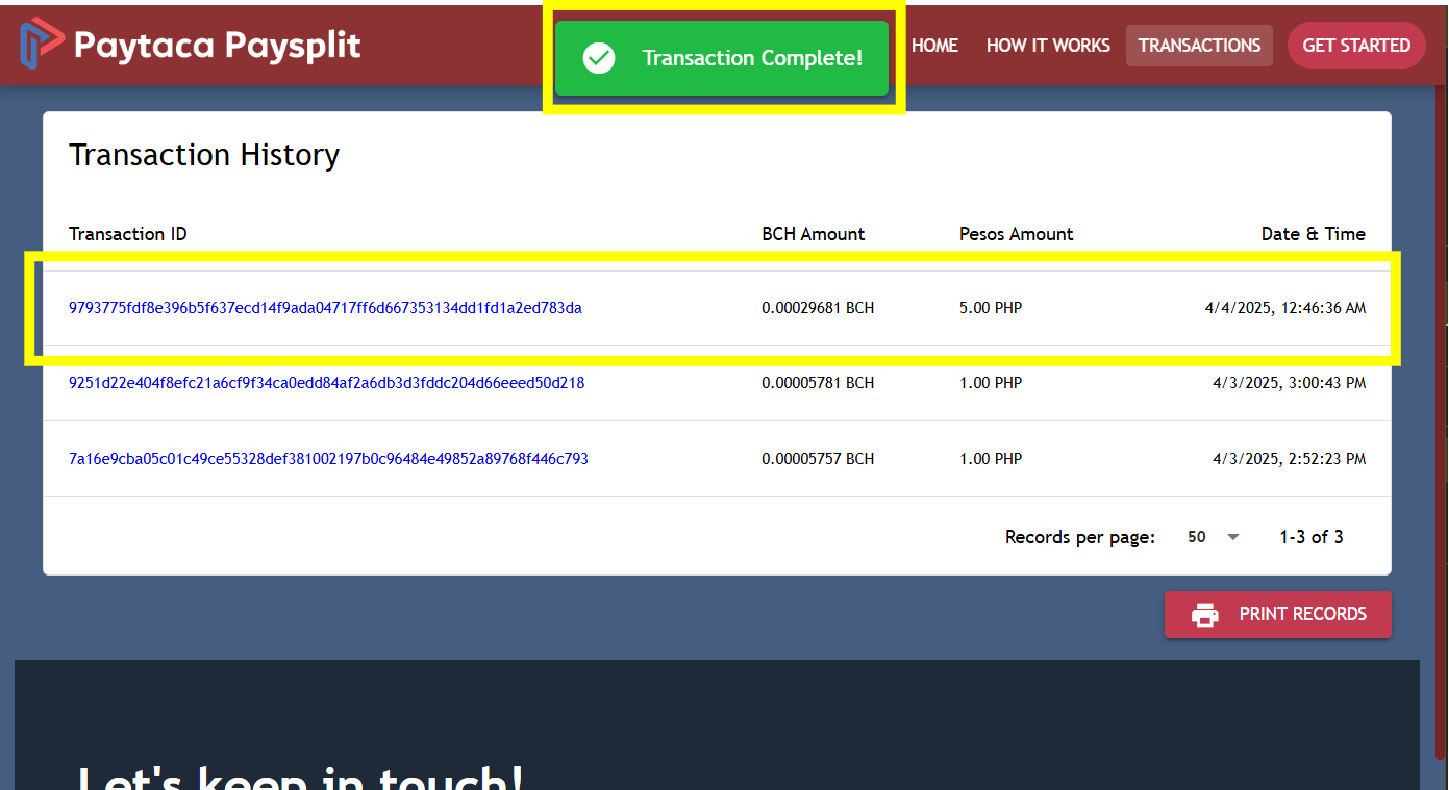 Paytaca Paysplit
Transaction Complete!
HOME
HOW IT WORKS
TRANSACTIONS
GET STARTED
Transaction History
Transaction ID BCH Amount Pesos Amount Date & Time
9793775fdf8e396b5f637ecd14f9ada04717ff6d667353134dd1fd1a2ed783da 0.00029681 BCH 5.00 PHP 4/4/2025, 12:46:36 AM
9251d22e404f8efc21a6cf9f34ca0edd84af2a6db3d3fddc204d66eeed50d218 0.00005781 BCH 1.00 PHP 4/3/2025, 3:00:43 PM
7a16e9cba05c01c49ce55328def381002197b0c96484e49852a89768f446c793 0.00005757 BCH 1.00 PHP 4/3/2025, 2:52:23 PM
Records per page: 50 1-3 of 3
PRINT RECORDS
Let's keep in touch!